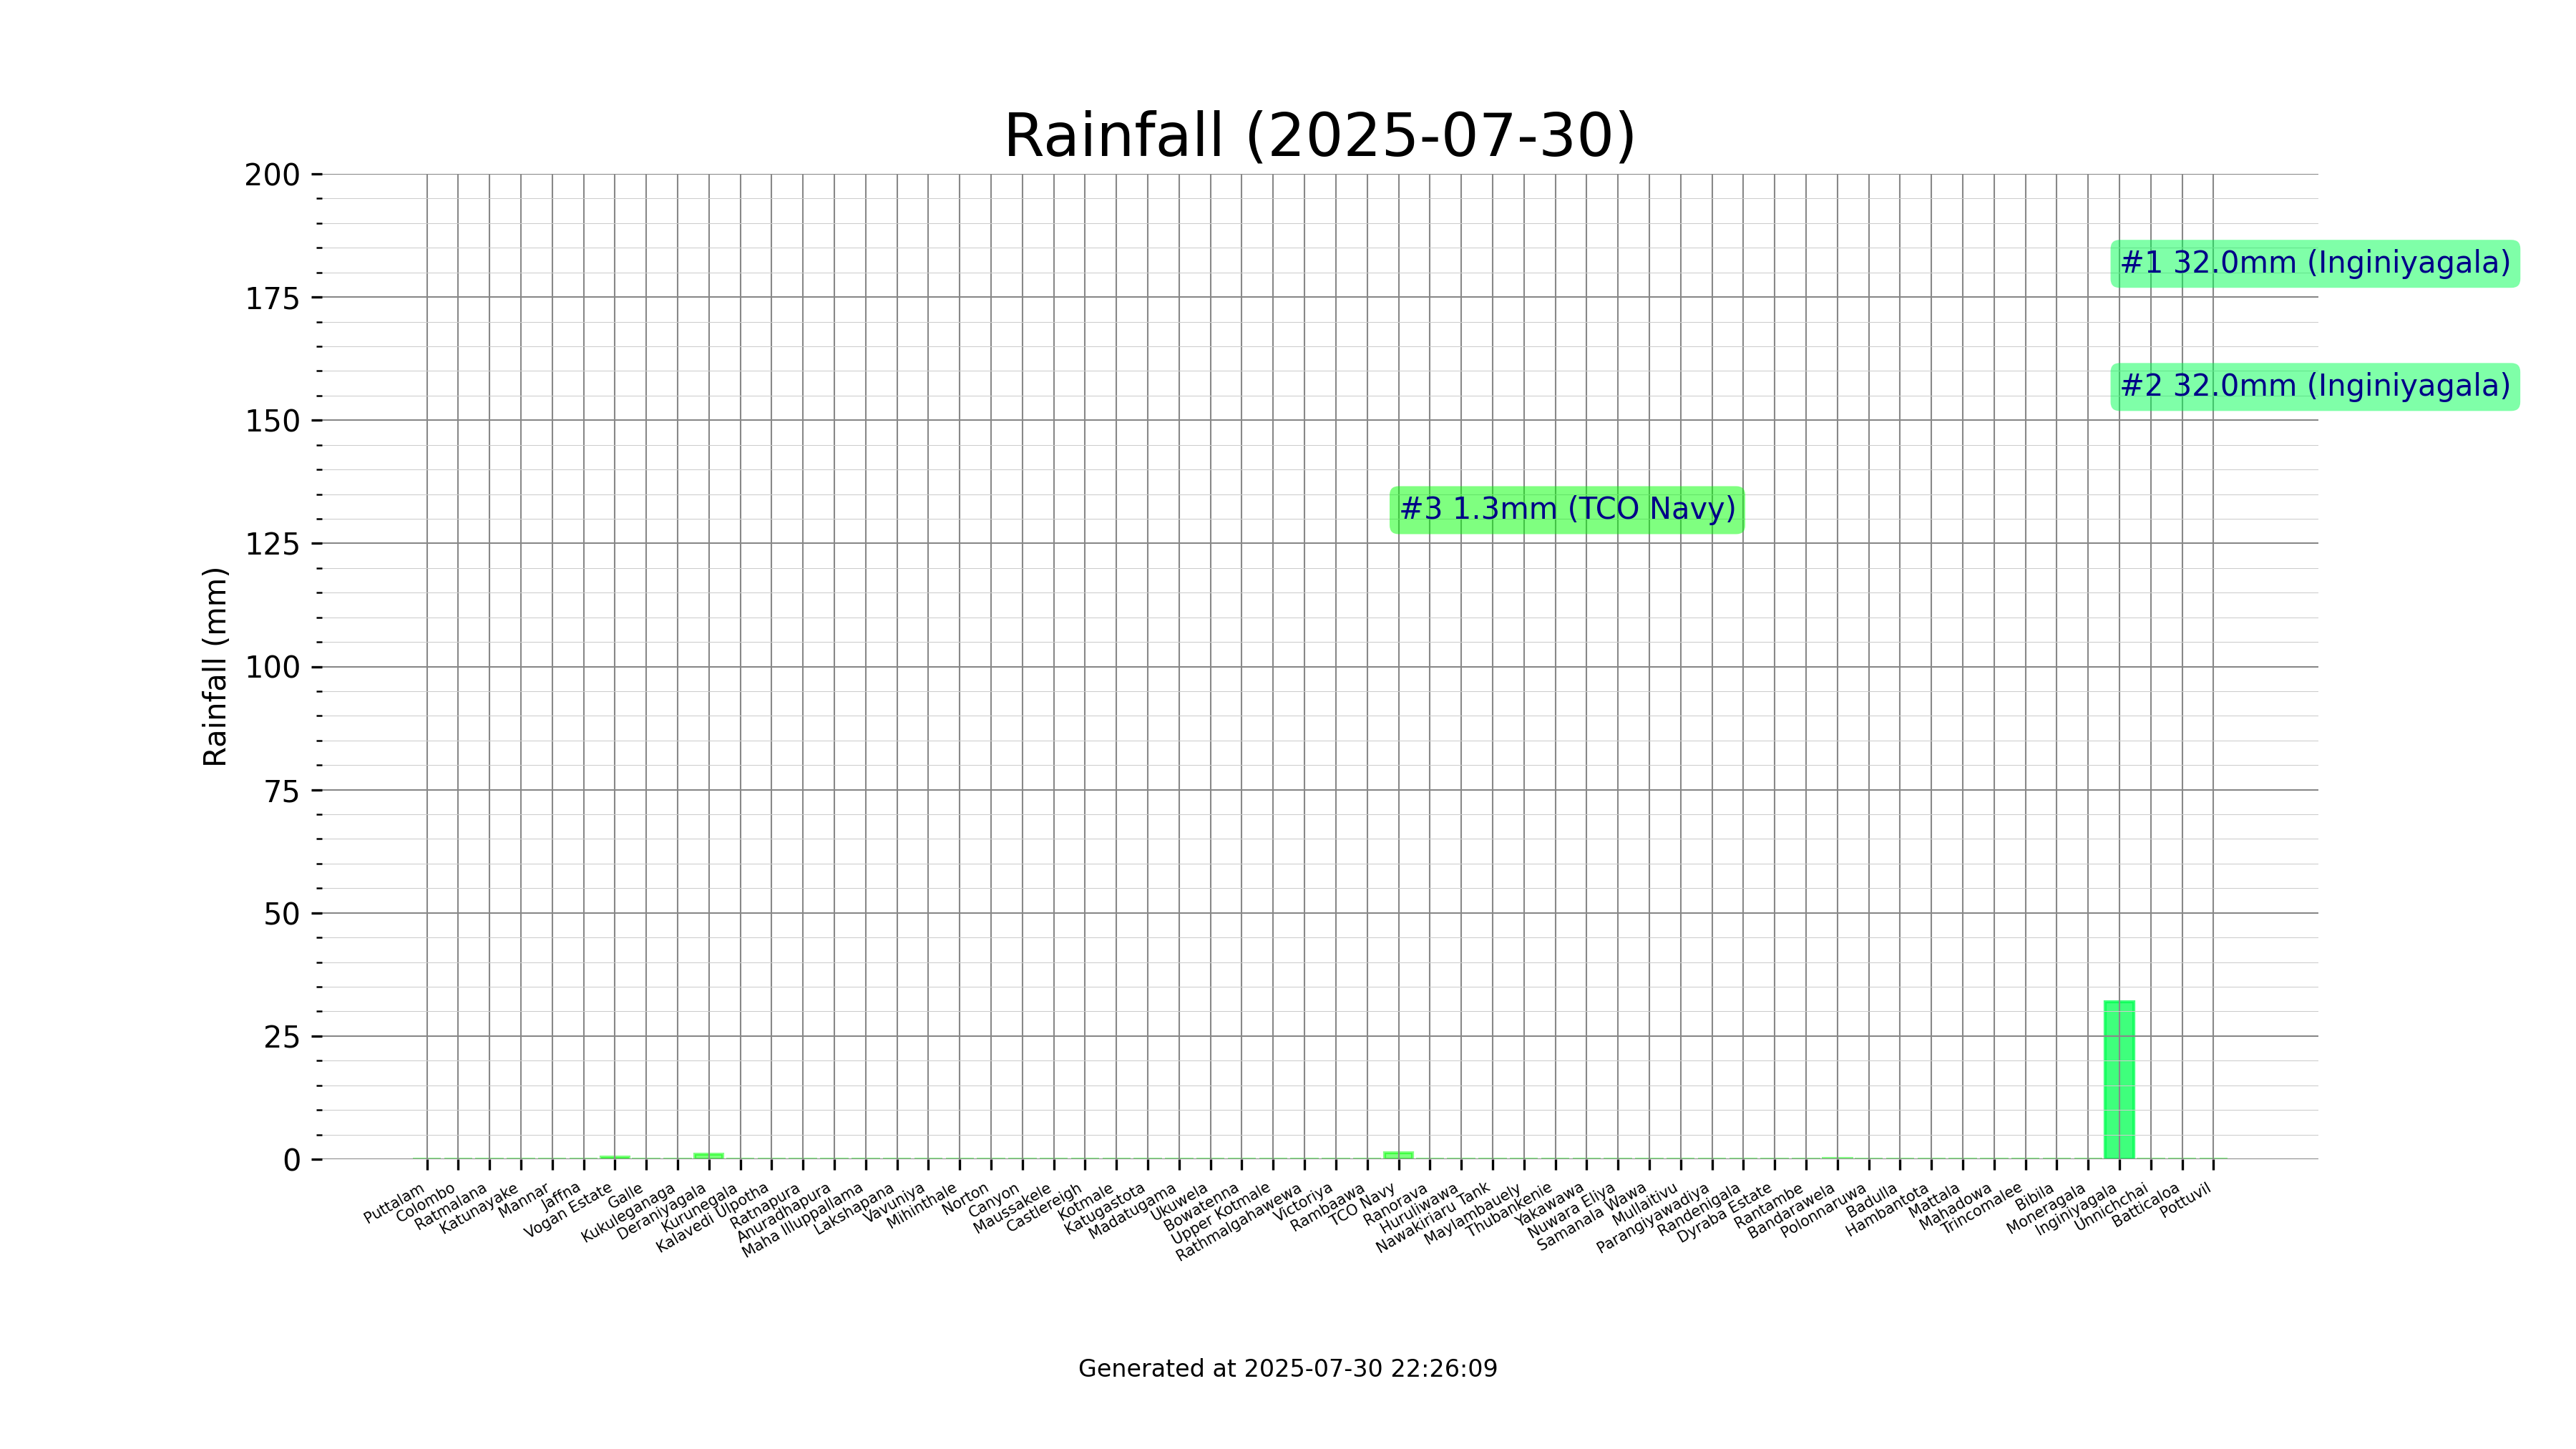 Rainfall (2025-07-30)
200
175
150
125
100
75
50
25
0
Rainfall (mm)
#1 32.0mm (Inginiyagala)
#2 32.0mm (Inginiyagala)
#3 1.3mm (TCO Navy)
Puttalam
Colombo
Ratmalana
Katunayake
Mannar
Jaffna
Vogan Estate
Galle
Kukuleganaga
Deraniyagala
Kurunegala
Kalavedi Ulpotha
Ratnapura
Anuradhapura
Maha Illuppallama
Lakshapana
Vavuniya
Mihinthale
Norton
Canyon
Maussakele
Castlereigh
Kotmale
Katugastota
Madatugama
Ukuwela
Bowatenna
Upper Kotmale
Rathmalgahawewa
Victoriya
Rambaawa
TCO Navy
Ranorava
Huruliwawa
Nawakiriaru Tank
Maylambauely
Thubankenie
Yakawawa
Nuwara Eliya
Samanala Wawa
Mullaitivu
Parangiyawadiya
Randenigala
Dyraba Estate
Rantambe
Bandarawela
Polonnaruwa
Badulla
Hambantota
Mattala
Mahadowa
Trincomalee
Bibila
Moneragala
Inginiyagala
Unnichchai
Batticaloa
Pottuvil
Generated at 2025-07-30 22:26:09